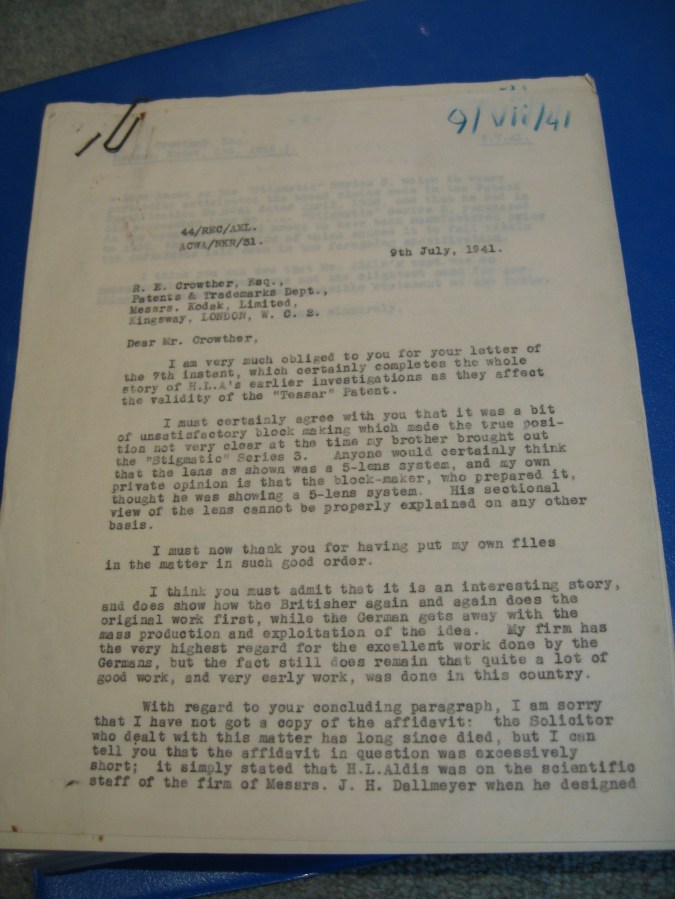 9/VII/41
44/REC/AML.
ACWA/NKR/31.
9th July, 1941.
R. E. Crowther, Esq.,
Patents & Trademarks Dept.,
Messrs. Kodak, Limited,
Kingsway, LONDON, W. C. 2.
Dear Mr. Crowther,
I am very much obliged to you for your letter of
the 7th instant, which certainly completes the whole
story of H.L.A's earlier investigations as they affect
the validity of the "Tessar" Patent.
I must certainly agree with you that it was a bit
of unsatisfactory block making which made the true posi-
tion not very clear at the time my brother brought out
the "Stigmatic" Series 3. Anyone would certainly think
that the lens as shown was a 5-lens system, and my own
private opinion is that the block-maker, who prepared it,
thought he was showing a 5-lens system. His sectional
view of the lens cannot be properly explained on any other
basis.
I must now thank you for having put my own files
in the matter in such good order.
I think you must admit that it is an interesting story,
and does show how the Britisher again and again does the
original work first, while the German gets away with the
mass production and exploitation of the idea. My firm has
the very highest regard for the excellent work done by the
Germans, but the fact still does remain that quite a lot of
good work, and very early work, was done in this country.
With regard to your concluding paragraph, I am sorry
that I have not got a copy of the affidavit: the Solicitor
who dealt with this matter has long since died, but I can
tell you that the affidavit in question was excessively
short; it simply stated that H.L.Aldis was on the scientific
staff of the firm of Messrs. J. H. Dallmeyer when he designed